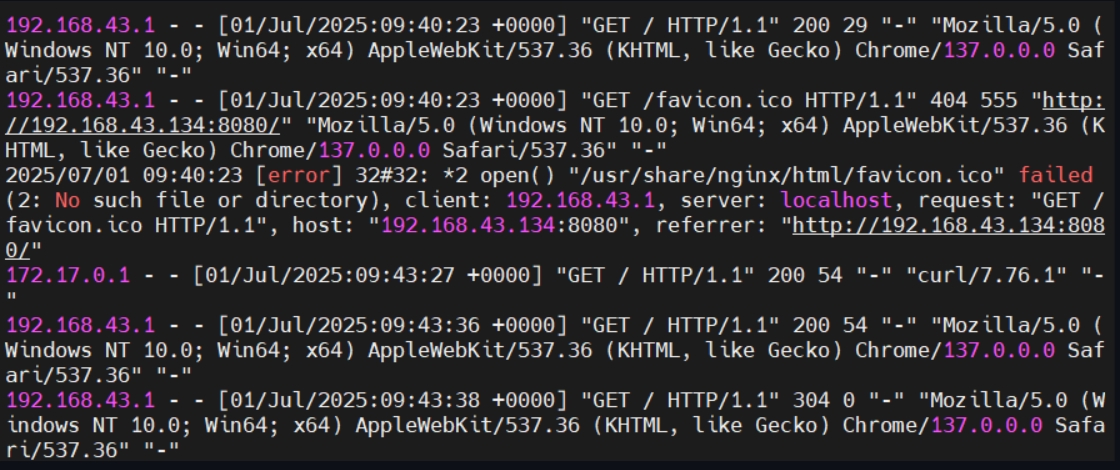 192.168.43.1 - - [01/Jul/2025:09:40:23 +0000] "GET / HTTP/1.1" 200 29 "-" "Mozilla/5.0 (
Windows NT 10.0; Win64; x64) AppleWebKit/537.36 (KHTML, like Gecko) Chrome/137.0.0.0 Saf
ari/537.36" "-"
192.168.43.1 - - [01/Jul/2025:09:40:23 +0000] "GET /favicon.ico HTTP/1.1" 404 555 "http:
//192.168.43.134:8080/" "Mozilla/5.0 (Windows NT 10.0; Win64; x64) AppleWebKit/537.36 (K
HTML, like Gecko) Chrome/137.0.0.0 Safari/537.36" "-"
2025/07/01 09:40:23 [error] 32#32: *2 open() "/usr/share/nginx/html/favicon.ico" failed
(2: No such file or directory), client: 192.168.43.1, server: localhost, request: "GET /
favicon.ico HTTP/1.1", host: "192.168.43.134:8080", referrer: "http://192.168.43.134:808
0/"
172.17.0.1 - - [01/Jul/2025:09:43:27 +0000] "GET / HTTP/1.1" 200 54 "-" "curl/7.76.1" "-
"
192.168.43.1 - - [01/Jul/2025:09:43:36 +0000] "GET / HTTP/1.1" 200 54 "-" "Mozilla/5.0 (
Windows NT 10.0; Win64; x64) AppleWebKit/537.36 (KHTML, like Gecko) Chrome/137.0.0.0 Saf
ari/537.36" "-"
192.168.43.1 - - [01/Jul/2025:09:43:38 +0000] "GET / HTTP/1.1" 304 0 "-" "Mozilla/5.0 (W
indows NT 10.0; Win64; x64) AppleWebKit/537.36 (KHTML, like Gecko) Chrome/137.0.0.0 Safa
ri/537.36" "-"